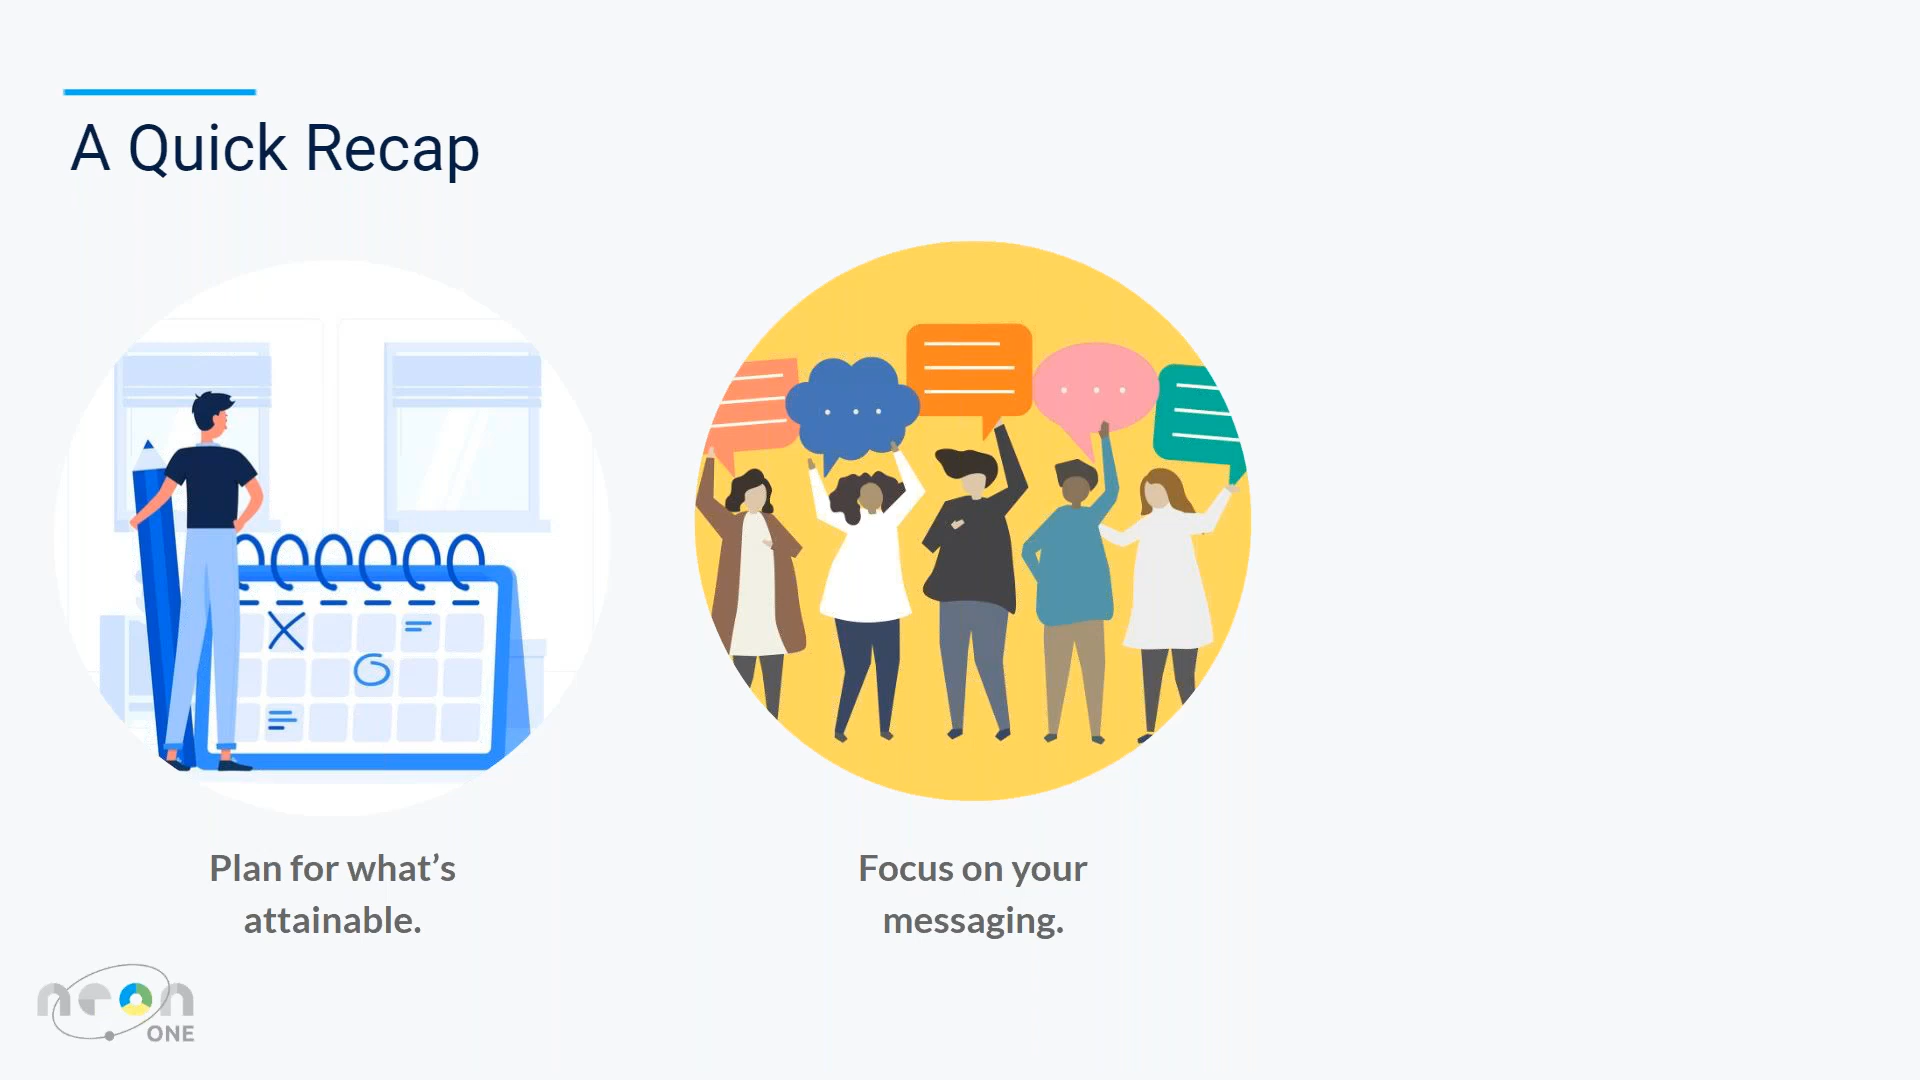 A Quick Recap
Plan for what’s
attainable.
Focus on your
messaging.
neon
ONE